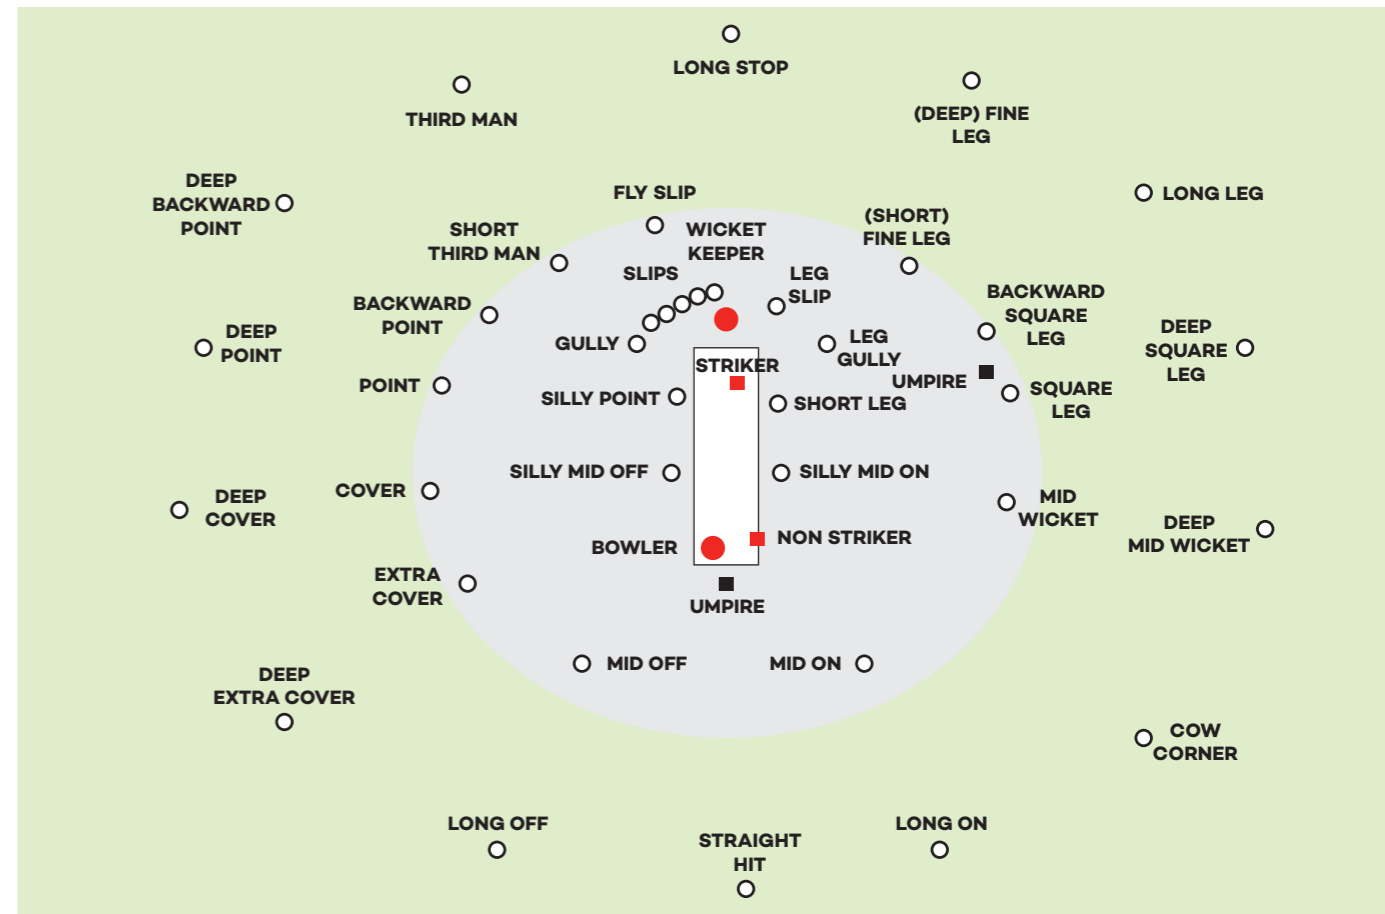 LONG STOP
THIRD MAN
(DEEP) FINE
LEG
DEEP
BACKWARD
POINT
FLY SLIP
LONG LEG
SHORT
THIRD MAN
WICKET
KEEPER
(SHORT)
FINE LEG
SLIPS
LEG
SLIP
BACKWARD
POINT
BACKWARD
SQUARE
LEG
DEEP
POINT
GULLY
LEG
GULLY
DEEP
SQUARE
LEG
STRIKER
POINT
UMPIRE
SQUARE
LEG
SILLY POINT
SHORT LEG
SILLY MID OFF
SILLY MID ON
COVER
DEEP
COVER
MID
WICKET
DEEP
MID WICKET
BOWLER
NON STRIKER
EXTRA
COVER
UMPIRE
MID OFF
MID ON
DEEP
EXTRA COVER
COW
CORNER
LONG OFF
STRAIGHT
HIT
LONG ON